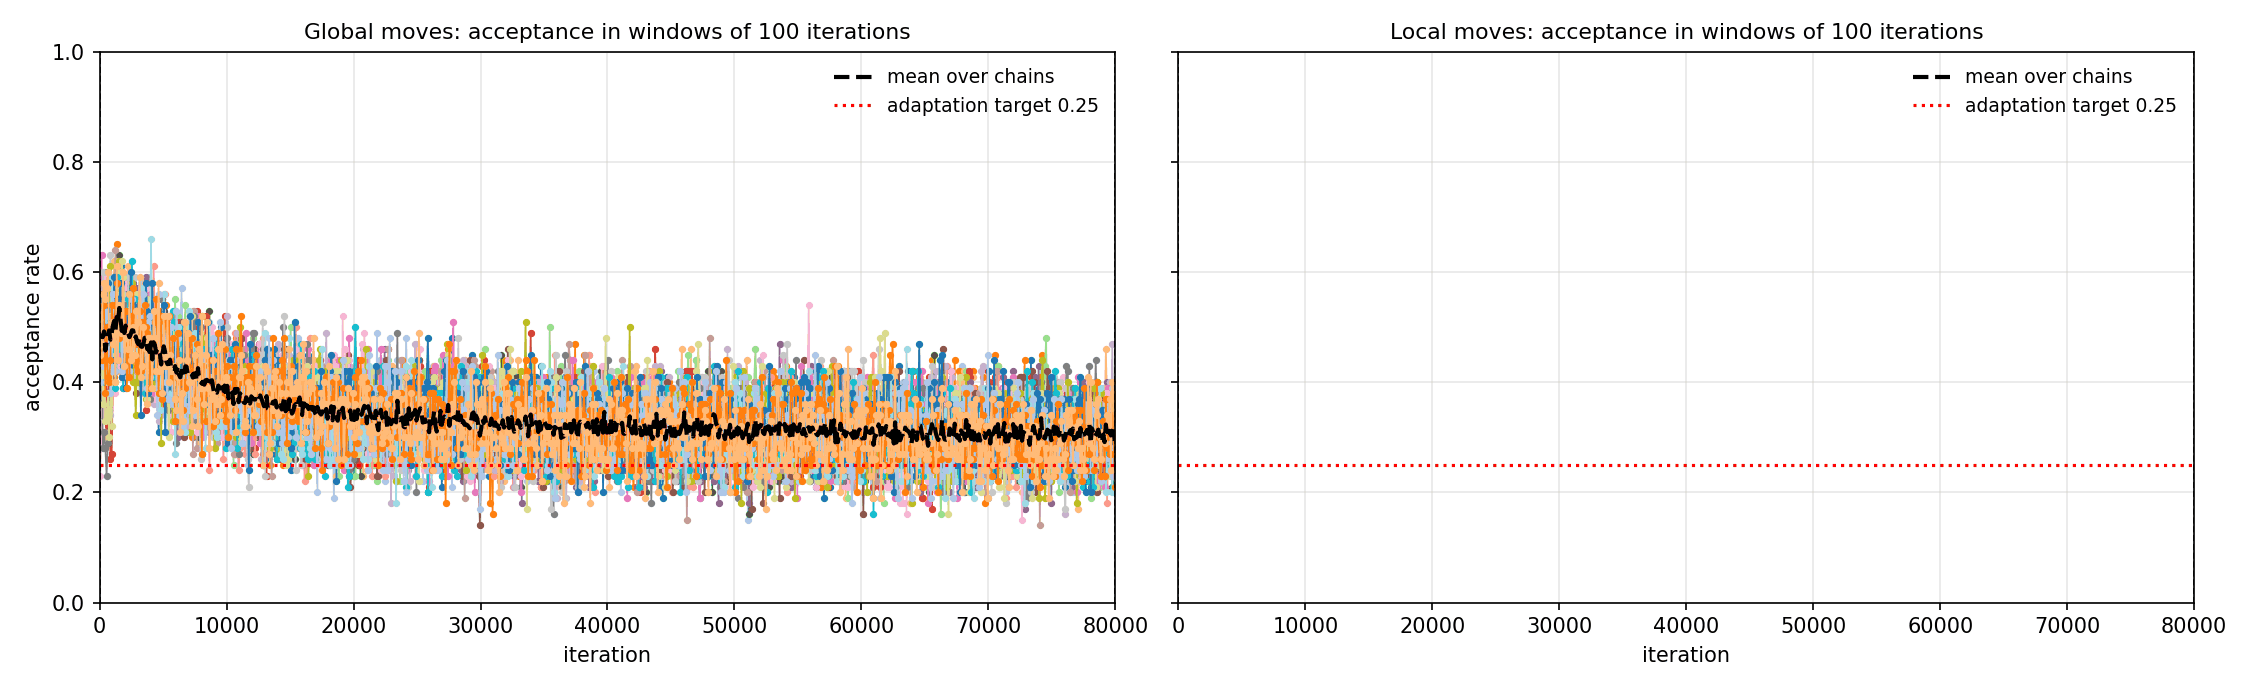 Global moves: acceptance in windows of 100 iterations
1.0
0.8
0.6
0.4
0.2
0.0
acceptance rate
mean over chains
adaptation target 0.25
0 10000 20000 30000 40000 50000 60000 70000 80000
iteration
Local moves: acceptance in windows of 100 iterations
mean over chains
adaptation target 0.25
0 10000 20000 30000 40000 50000 60000 70000 80000
iteration